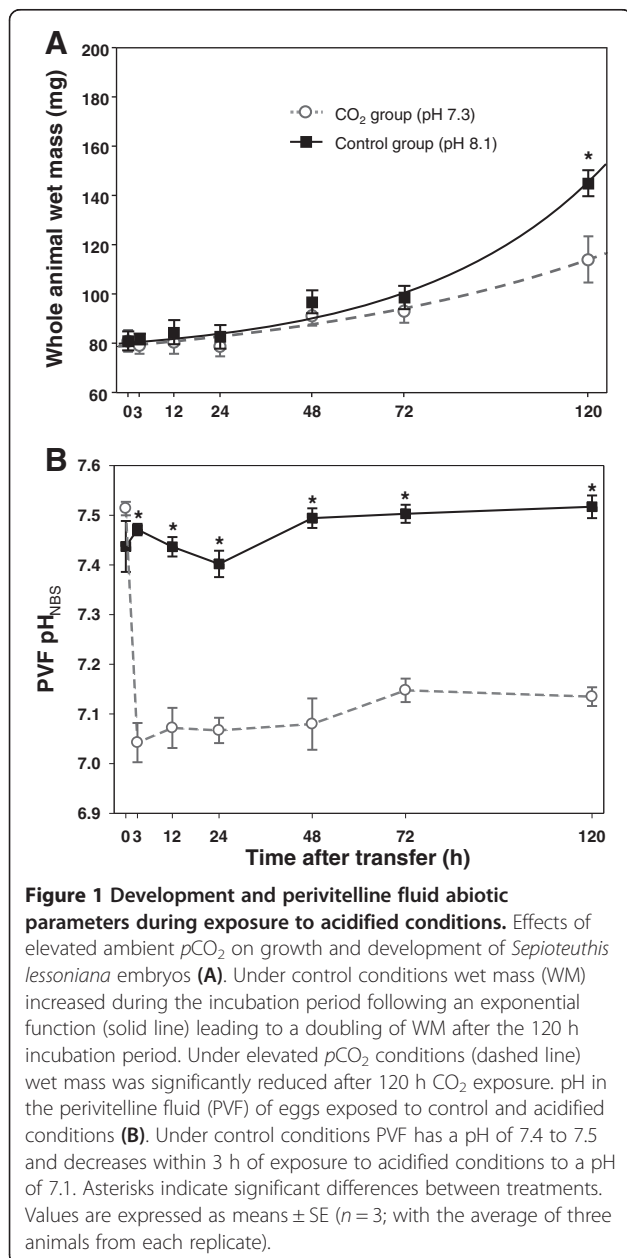 A
Whole animal wet mass (mg)
200
180
160
140
120
100
80
60
CO2 group (pH 7.3)
Control group (pH 8.1)
*
0 3 12 24 48 72 120
B
PVF pHNBS
7.6
7.5
7.4
7.3
7.2
7.1
7.0
6.9
* * * * * *
0 3 12 24 48 72 120
Time after transfer (h)
Figure 1 Development and perivitelline fluid abiotic
parameters during exposure to acidified conditions. Effects of
elevated ambient pCO2 on growth and development of Sepioteuthis
lessoniana embryos (A). Under control conditions wet mass (WM)
increased during the incubation period following an exponential
function (solid line) leading to a doubling of WM after the 120 h
incubation period. Under elevated pCO2 conditions (dashed line)
wet mass was significantly reduced after 120 h CO2 exposure. pH in
the perivitelline fluid (PVF) of eggs exposed to control and acidified
conditions (B). Under control conditions PVF has a pH of 7.4 to 7.5
and decreases within 3 h of exposure to acidified conditions to a pH
of 7.1. Asterisks indicate significant differences between treatments.
Values are expressed as means ± SE (n = 3; with the average of three
animals from each replicate).